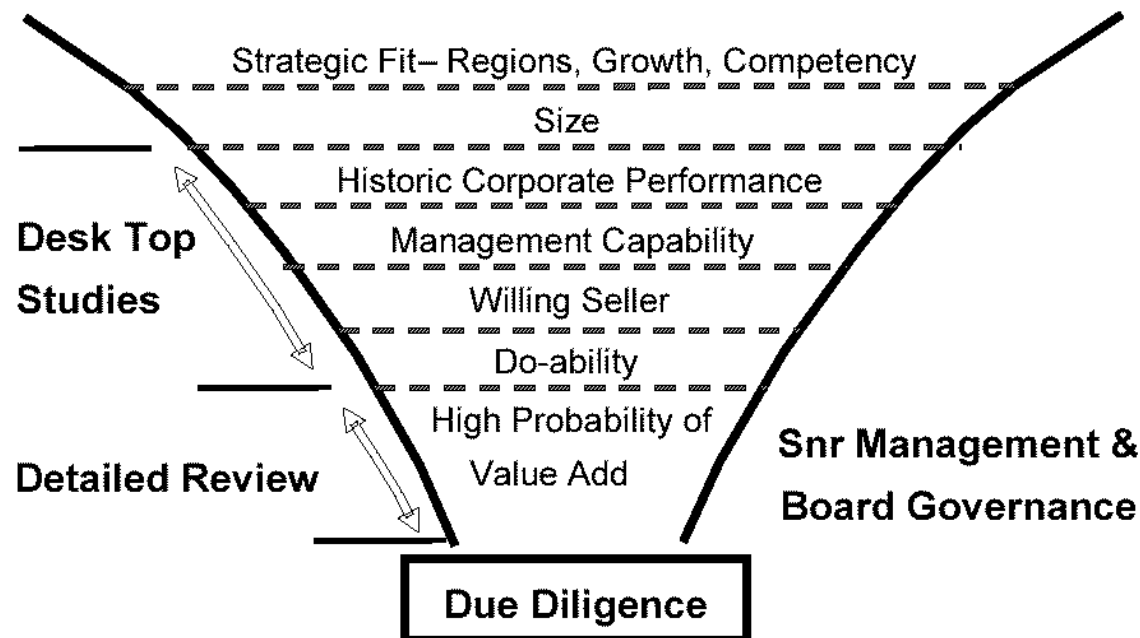 Strategic Fit– Regions, Growth, Competency
Size
Historic Corporate Performance
Management Capability
Willing Seller
Do-ability
High Probability of
Value Add
Desk Top
Studies
Detailed Review
Snr Management &
Board Governance
Due Diligence